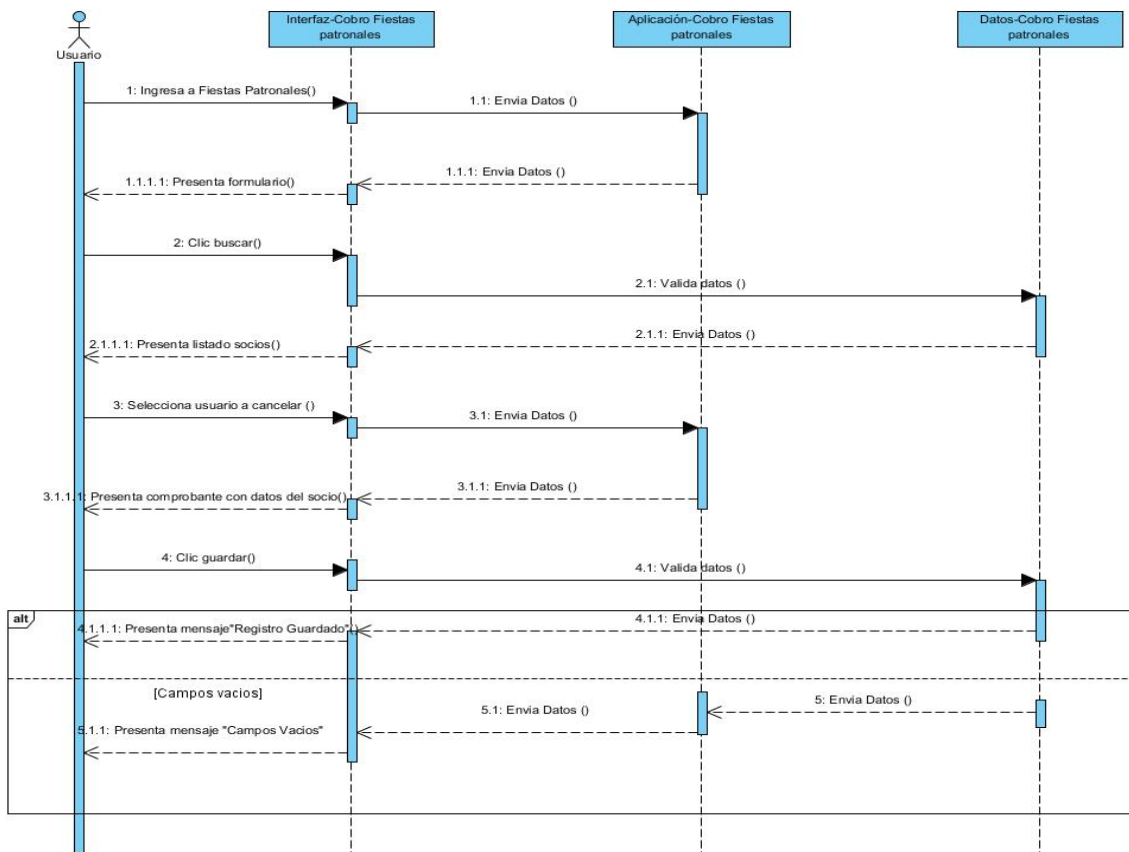 Interfaz-Cobro Fiestas
patronales
Aplicación-Cobro Fiestas
patronales
Datos-Cobro Fiestas
patronales
Usuario
1: Ingresa a Fiestas Patronales()
1.1: Envia Datos ()
1.1.1: Envia Datos ()
1.1.1.1: Presenta formulario()
2: Clic buscar()
2.1: Valida datos ()
2.1.1: Envia Datos ()
2.1.1.1: Presenta listado socios()
3: Selecciona usuario a cancelar ()
3.1: Envia Datos ()
3.1.1: Envia Datos ()
3.1.1.1: Presenta comprobante con datos del socio()
4: Clic guardar()
4.1: Valida datos ()
alt
4.1.1: Envia Datos ()
4.1.1.1: Presenta mensaje"Registro Guardado"()
[Campos vacios]
5: Envia Datos ()
5.1: Envia Datos ()
5.1.1: Presenta mensaje "Campos Vacios"